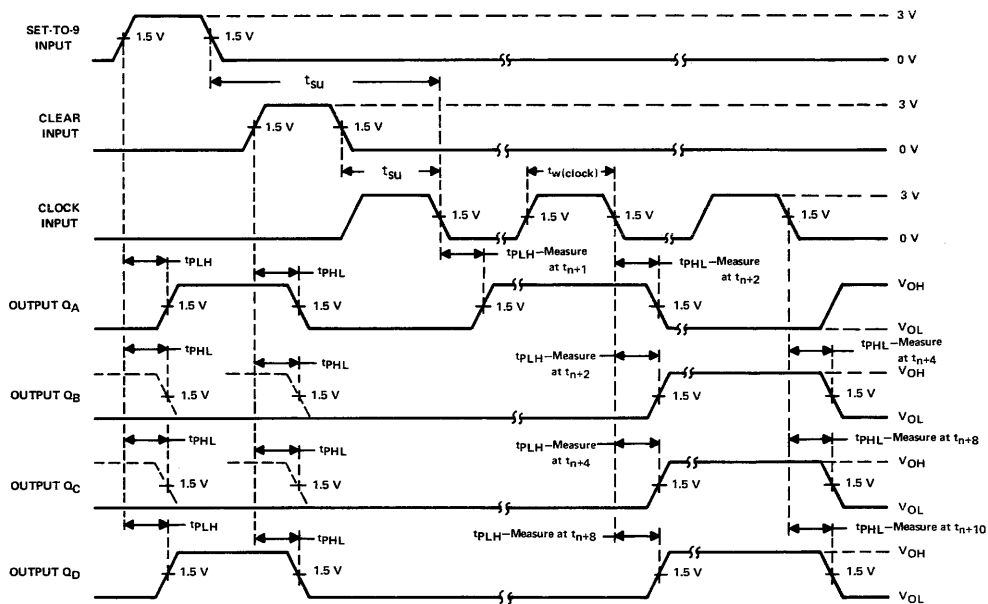 SET-TO-9
INPUT
1.5 V
1.5 V
3 V
0 V
tsu
CLEAR
INPUT
1.5 V
1.5 V
3 V
0 V
tsu
tw(clock)
CLOCK
INPUT
1.5 V
1.5 V
1.5 V
1.5 V
3 V
0 V
tPLH
tPHL
tPLH–Measure
at tn+1
tPHL–Measure
at tn+2
OUTPUT QA
1.5 V
1.5 V
1.5 V
1.5 V
VOH
VOL
tPHL
tPHL
tPLH–Measure
at tn+2
tPHL–Measure
at tn+4
OUTPUT QB
1.5 V
1.5 V
1.5 V
1.5 V
VOH
VOL
tPHL
tPHL
tPLH–Measure
at tn+4
tPHL–Measure at tn+8
OUTPUT QC
1.5 V
1.5 V
1.5 V
1.5 V
VOH
VOL
tPLH
tPHL
tPLH–Measure at tn+8
tPHL–Measure at tn+10
OUTPUT QD
1.5 V
1.5 V
1.5 V
1.5 V
VOH
VOL